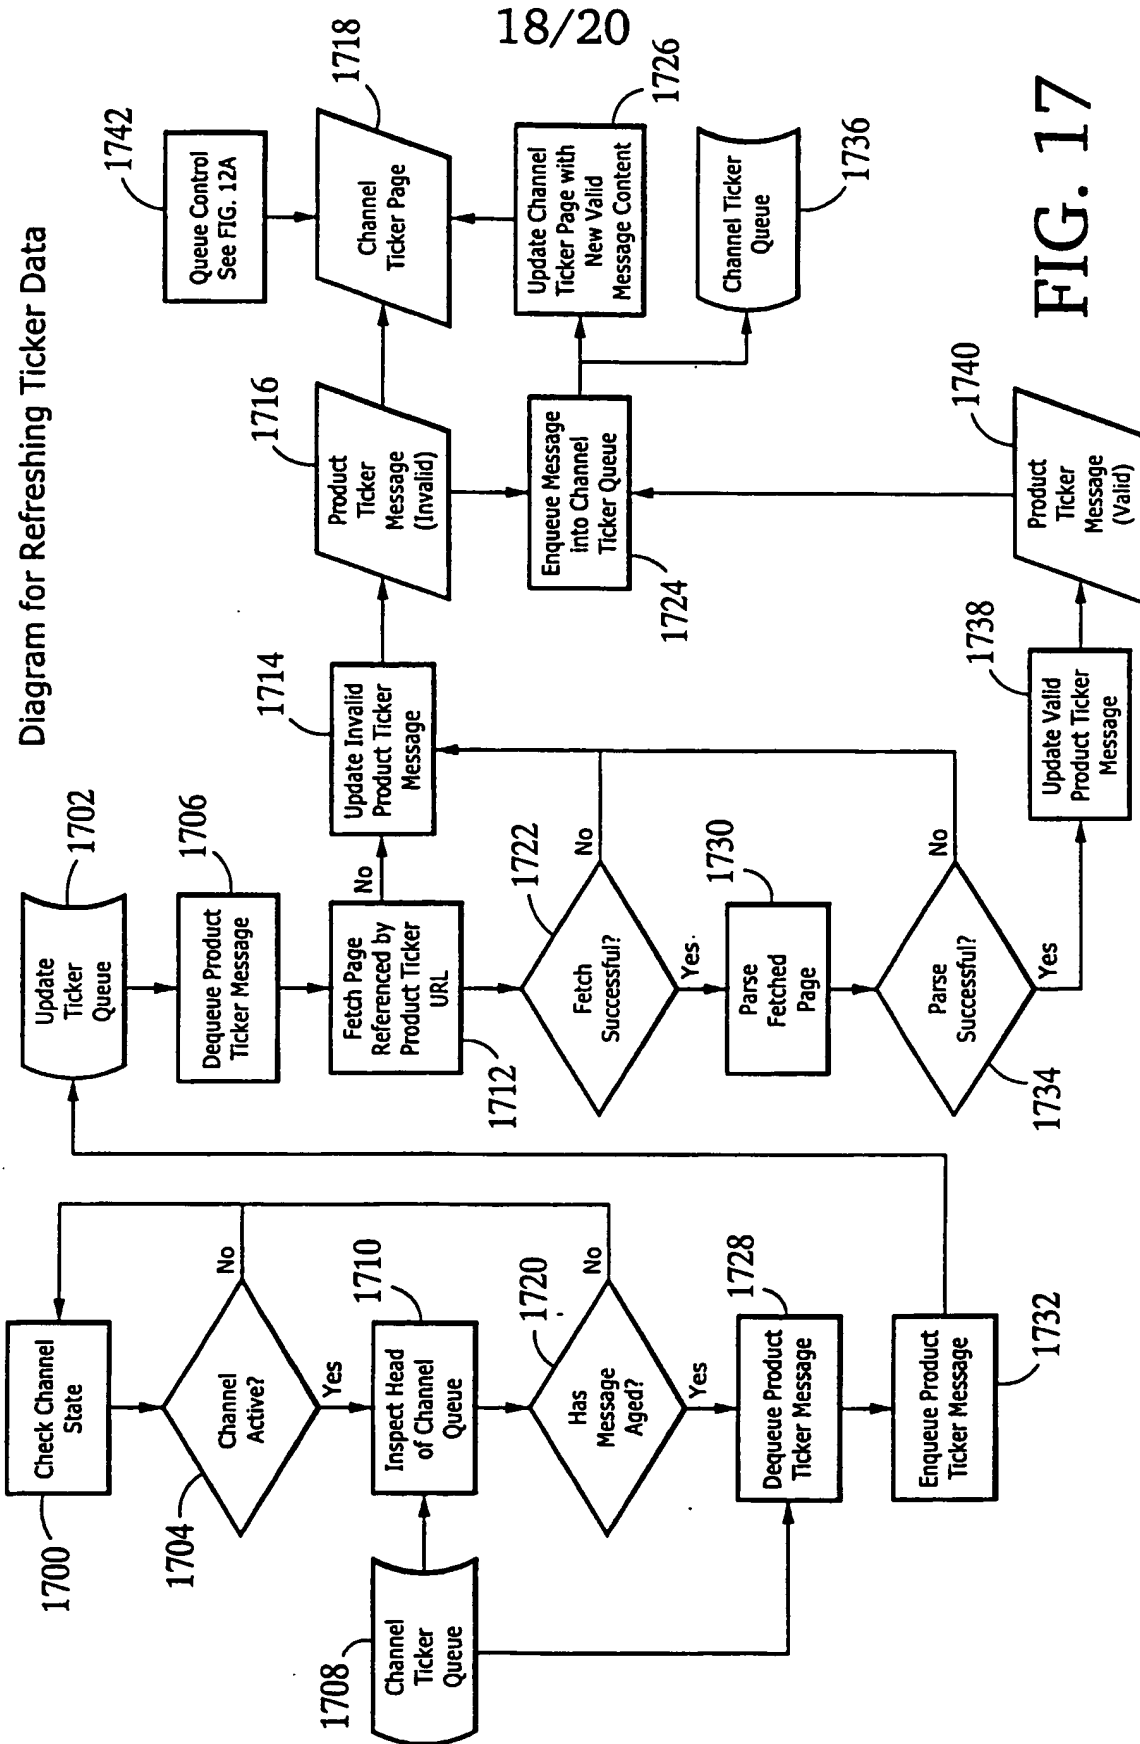 18/20
Diagram for Refreshing Ticker Data
1700
Check Channel
State
1704
Channel
Active?
No
Yes
1708
Channel
Ticker
Queue
1710
Inspect Head
of Channel
Queue
1720
Has
Message
Aged?
No
Yes
1728
Dequeue Product
Ticker Message
1732
Enqueue Product
Ticker Message
1702
Update
Ticker
Queue
1706
Dequeue Product
Ticker Message
1712
Fetch Page
Referenced by
Product Ticker
URL
No
1722
Fetch
Successful?
No
Yes.
1730
Parse
Fetched
Page
1734
Parse
Successful?
No
Yes
1714
Update Invalid
Product Ticker
Message
1738
Update Valid
Product Ticker
Message
1716
Product
Ticker
Message
(Invalid)
1724
Enqueue Message
into Channel
Ticker Queue
1740
Product
Ticker
Message
(Valid)
1742
Queue Control
See FIG. 12A
1718
Channel
Ticker Page
1726
Update Channel
Ticker Page with
New Valid
Message Content
1736
Channel Ticker
Queue
FIG. 17